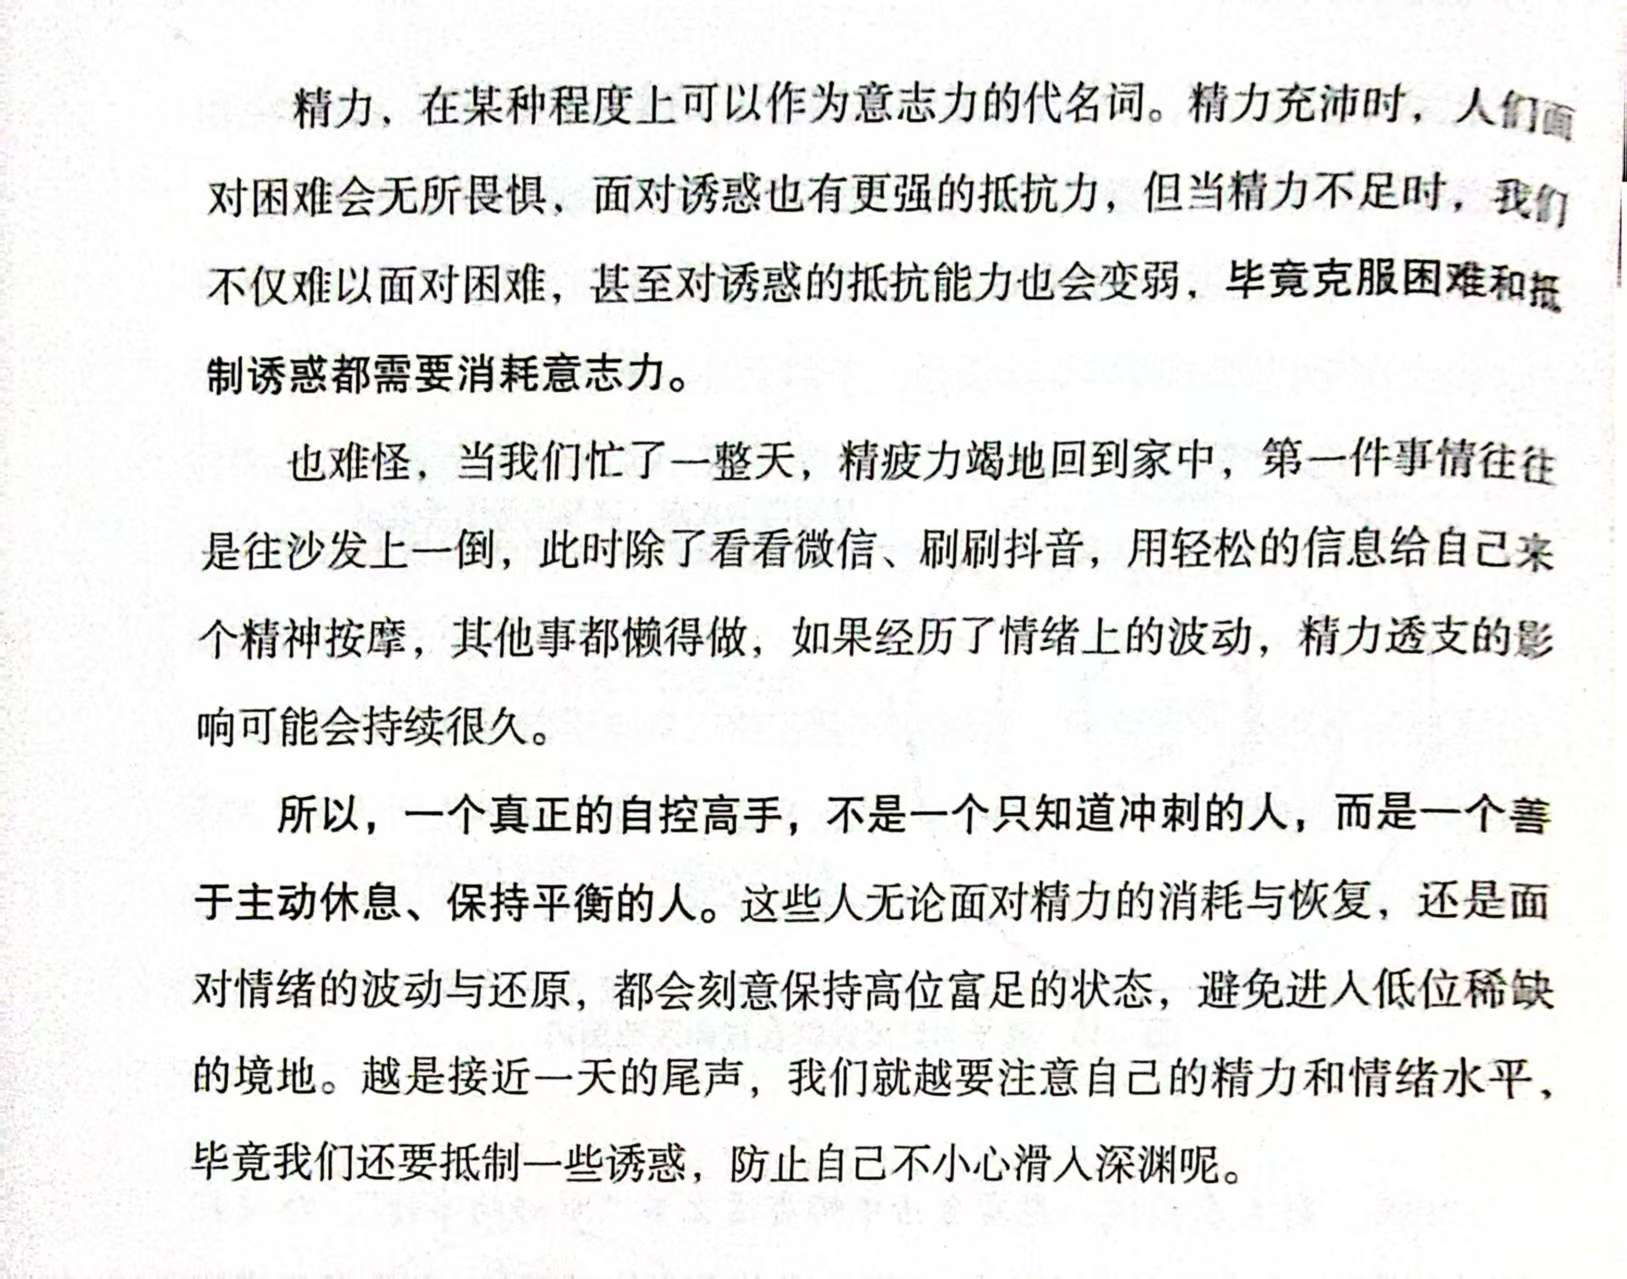 精力，在某种程度上可以作为意志力的代名词。精力充沛时，人们面
对困难会无所畏惧，面对诱惑也有更强的抵抗力，但当精力不足时，我们
不仅难以面对困难，甚至对诱惑的抵抗能力也会变弱，毕竟克服困难和抵
制诱惑都需要消耗意志力。
也难怪，当我们忙了一整天，精疲力竭地回到家中，第一件事情往往
是往沙发上一倒，此时除了看看微信、刷刷抖音，用轻松的信息给自己来
个精神按摩，其他事都懒得做，如果经历了情绪上的波动，精力透支的影
响可能会持续很久。
所以，一个真正的自控高手，不是一个只知道冲刺的人，而是一个善
于主动休息、保持平衡的人。这些人无论面对精力的消耗与恢复，还是面
对情绪的波动与还原，都会刻意保持高位富足的状态，避免进入低位稀缺
的境地。越是接近一天的尾声，我们就越要注意自己的精力和情绪水平，
毕竟我们还要抵制一些诱惑，防止自己不小心滑入深渊呢。